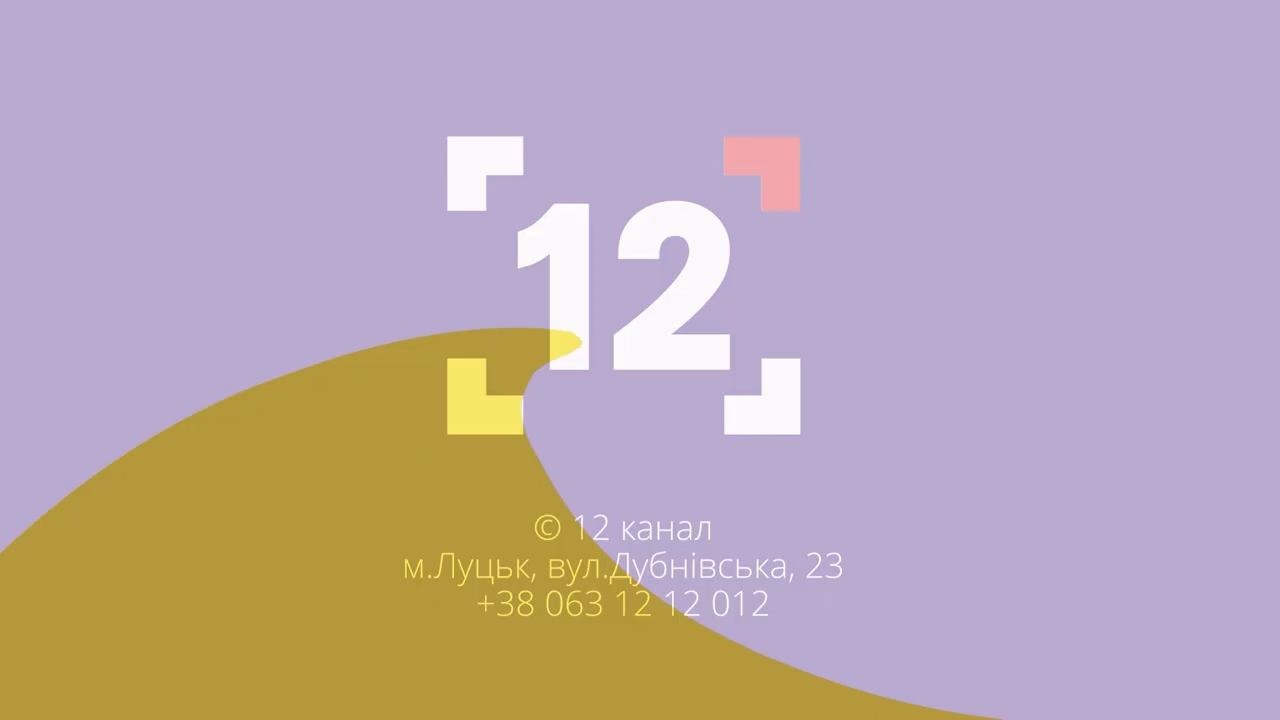 12
© 12 канал
м.Луцьк, вул.Дубнівська, 23
+38 063 12 12 012